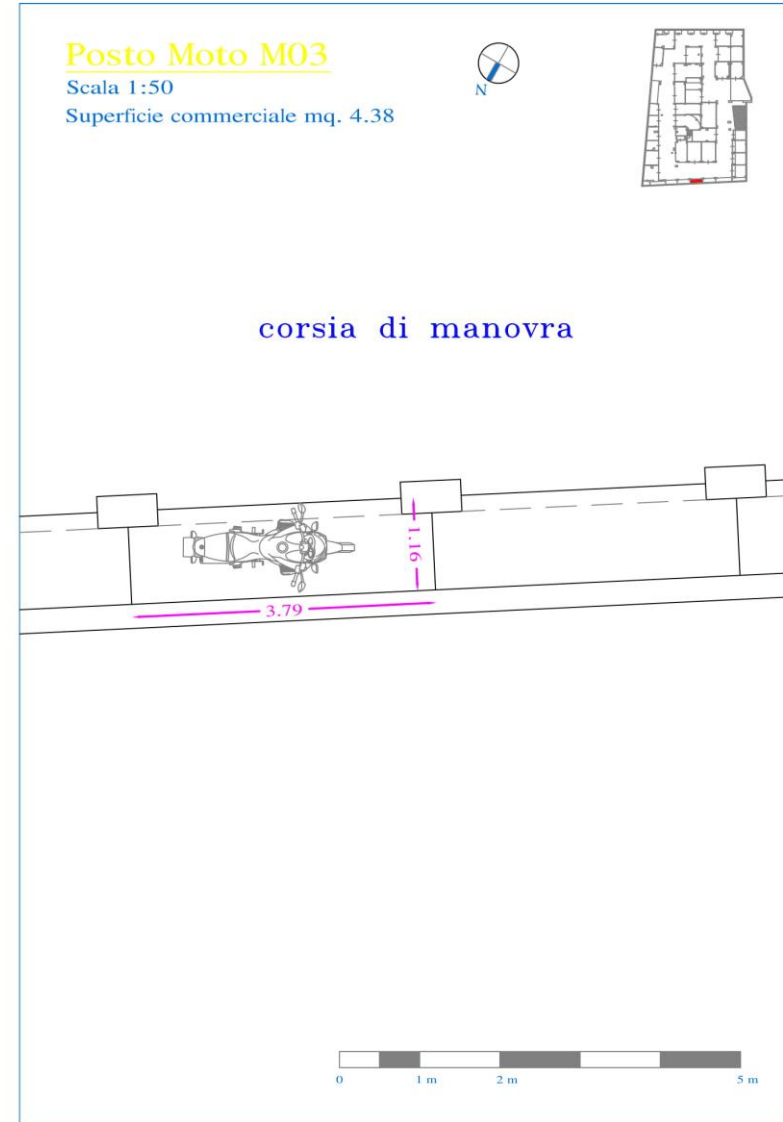 Posto Moto M03
Scala 1:50
Superficie commerciale mq. 4.38
N
corsia di manovra
1.16
3.79
0 1 m 2 m 5 m